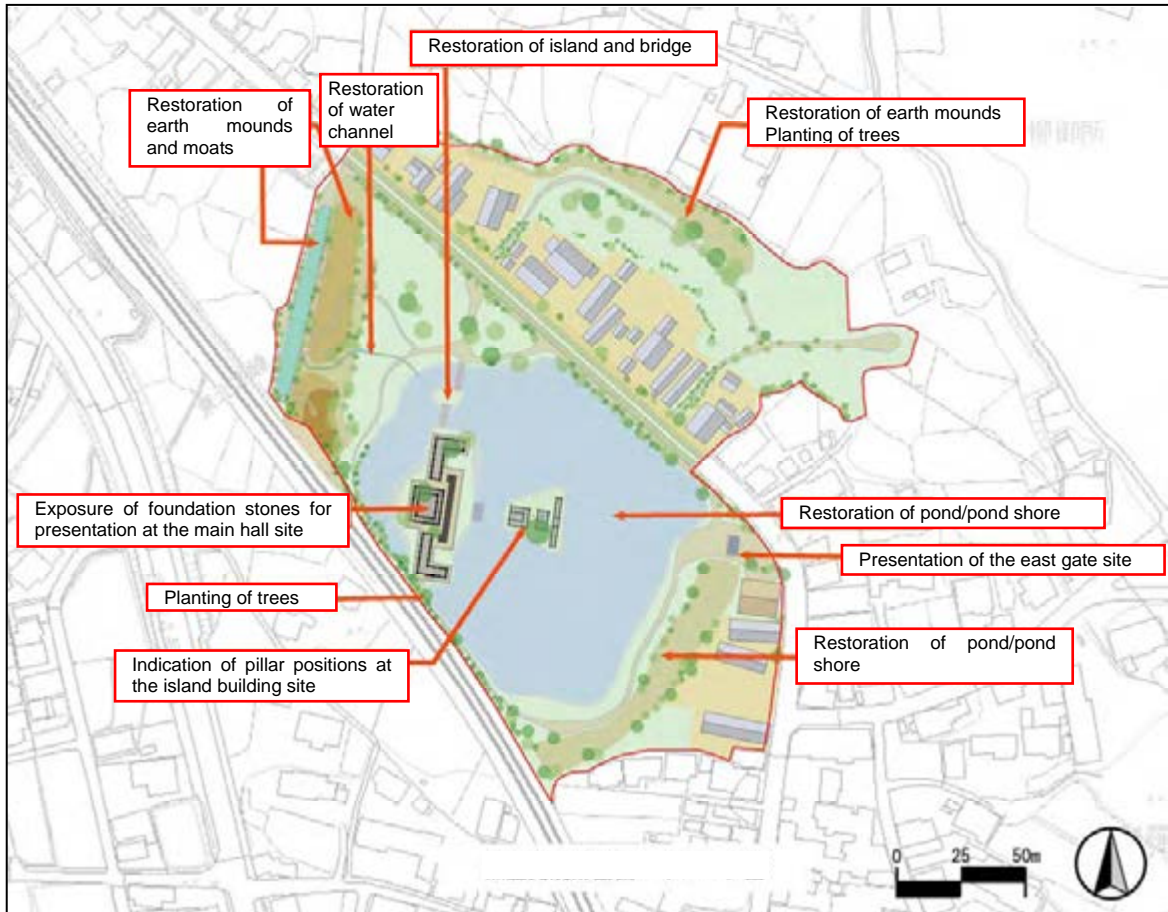 Restoration of island and bridge
Restoration of
earth mounds
and moats
Restoration
of water
channel
Restoration of earth mounds
Planting of trees
Exposure of foundation stones for
presentation at the main hall site
Restoration of pond/pond shore
Presentation of the east gate site
Planting of trees
Restoration of pond/pond
shore
Indication of pillar positions at
the island building site
0 25 50m